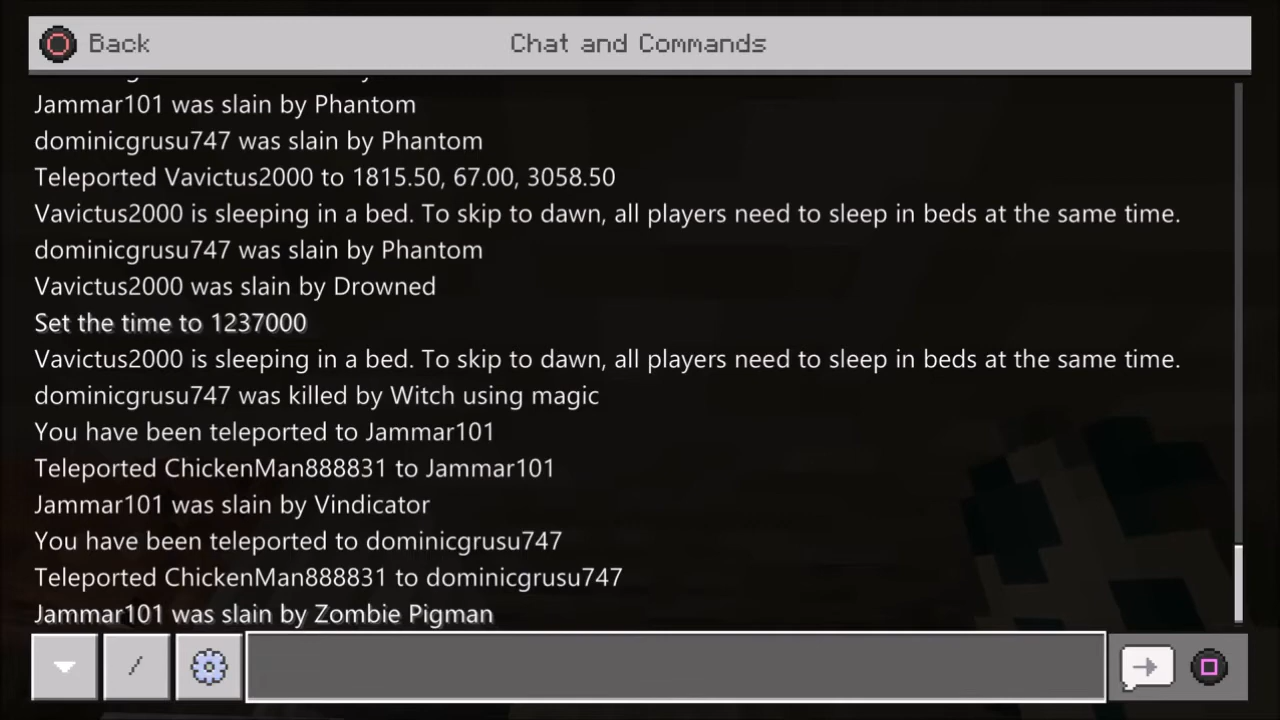 Back
Chat and Commands
Jammar101 was slain by Phantom
dominicgrusu747 was slain by Phantom
Teleported Vavictus2000 to 1815.50, 67.00, 3058.50
Vavictus2000 is sleeping in a bed. To skip to dawn, all players need to sleep in beds at the same time.
dominicgrusu747 was slain by Phantom
Vavictus2000 was slain by Drowned
Set the time to 1237000
Vavictus2000 is sleeping in a bed. To skip to dawn, all players need to sleep in beds at the same time.
dominicgrusu747 was killed by Witch using magic
You have been teleported to Jammar101
Teleported ChickenMan888831 to Jammar101
Jammar101 was slain by Vindicator
You have been teleported to dominicgrusu747
Teleported ChickenMan888831 to dominicgrusu747
Jammar101 was slain by Zombie Pigman
/